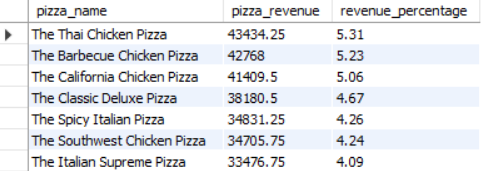 pizza_name pizza_revenue revenue_percentage
The Thai Chicken Pizza 43434.25 5.31
The Barbecue Chicken Pizza 42768 5.23
The California Chicken Pizza 41409.5 5.06
The Classic Deluxe Pizza 38180.5 4.67
The Spicy Italian Pizza 34831.25 4.26
The Southwest Chicken Pizza 34705.75 4.24
The Italian Supreme Pizza 33476.75 4.09